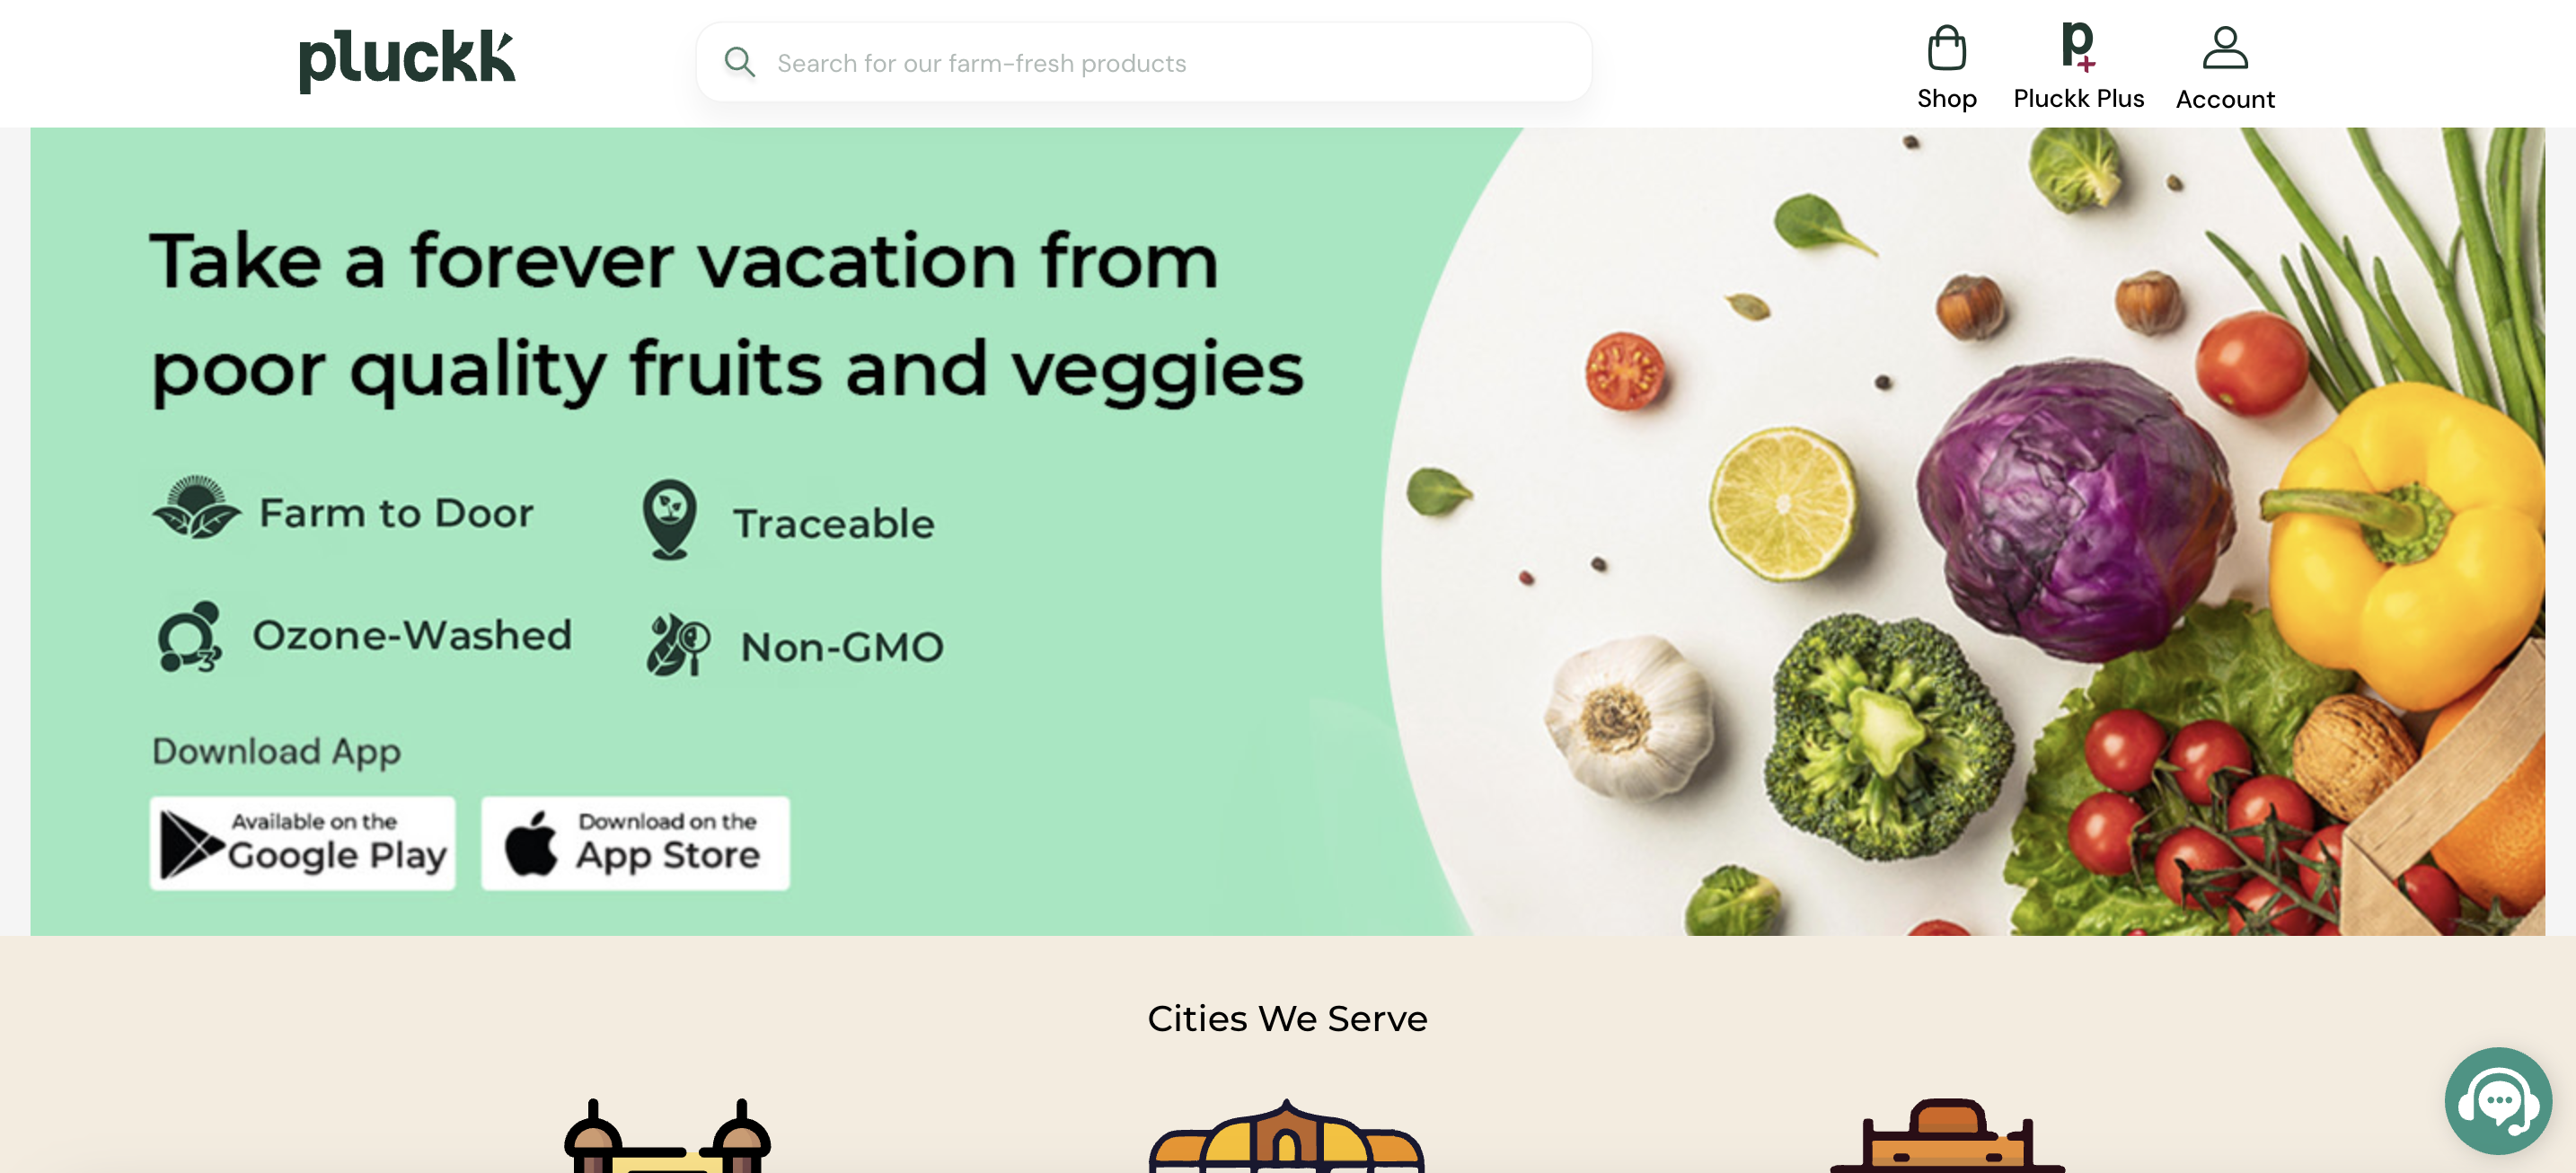 pluckk
Search for our farm-fresh products
Shop
Pluckk Plus
Account
Take a forever vacation from
poor quality fruits and veggies
Farm to Door
Traceable
Ozone-Washed
Non-GMO
Download App
Available on the
Google Play
Download on the
App Store
Cities We Serve